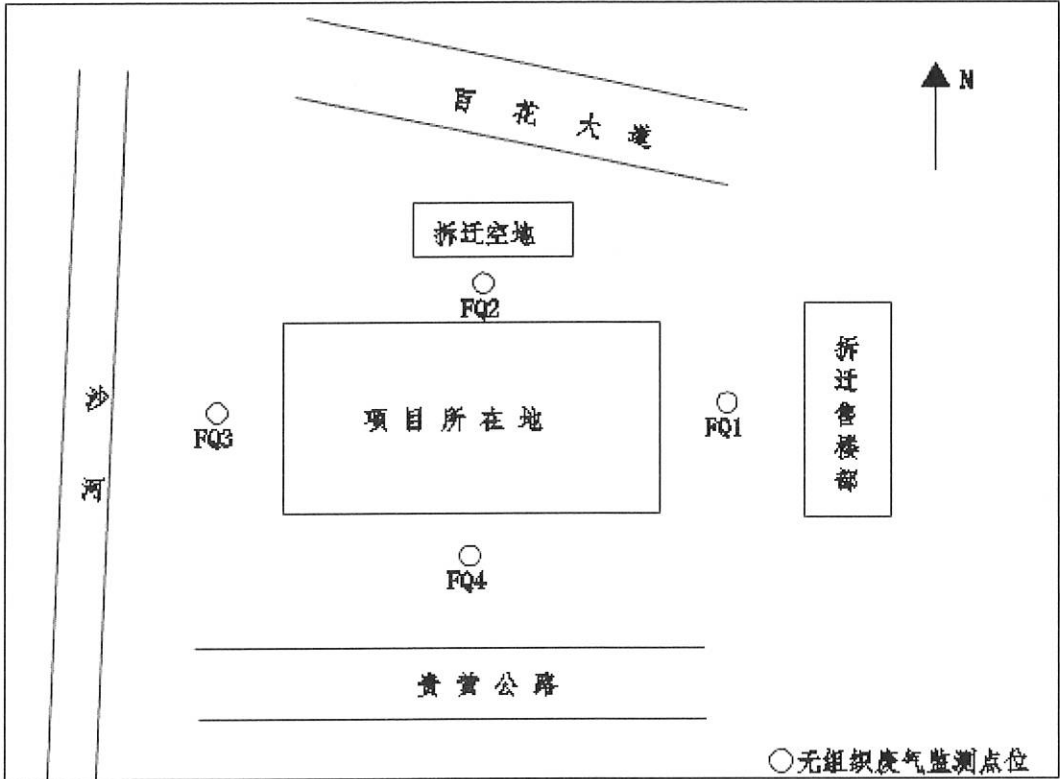 N
百花大道
拆迁空地
FQ2
拆迁售楼部
沙河
项目所在地
FQ3
FQ1
FQ4
贵黄公路
○无组织废气监测点位